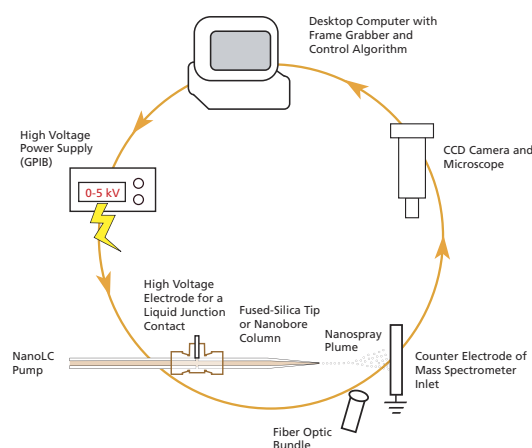 Desktop Computer with
Frame Grabber and
Control Algorithm
High Voltage
Power Supply
(GPIB)
0-5 kV
CCD Camera and
Microscope
High Voltage
Electrode for a
Liquid Junction
Contact
Fused-Silica Tip
or Nanobore
Column
Nanospray
Plume
NanoLC
Pump
Counter Electrode of
Mass Spectrometer
Inlet
Fiber Optic
Bundle